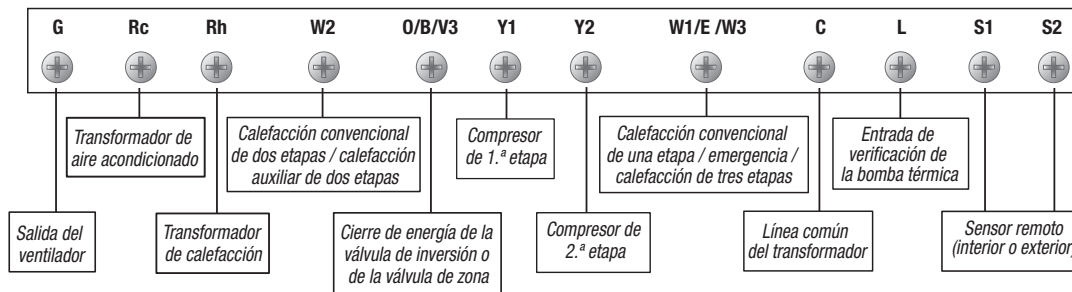 G Rc Rh W2 O/B/V3 Y1 Y2 W1/E /W3 C L S1 S2
Transformador de
aire acondicionado
Calefacción convencional
de dos etapas / calefacción
auxiliar de dos etapas
Compresor
de 1.ª etapa
Calefacción convencional
de una etapa / emergencia /
calefacción de tres etapas
Entrada de
verificación de
la bomba térmica
Salida del
ventilador
Transformador
de calefacción
Cierre de energía de la
válvula de inversión o
de la válvula de zona
Compresor de
2.ª etapa
Línea común
del transformador
Sensor remoto
(interior o exterior)